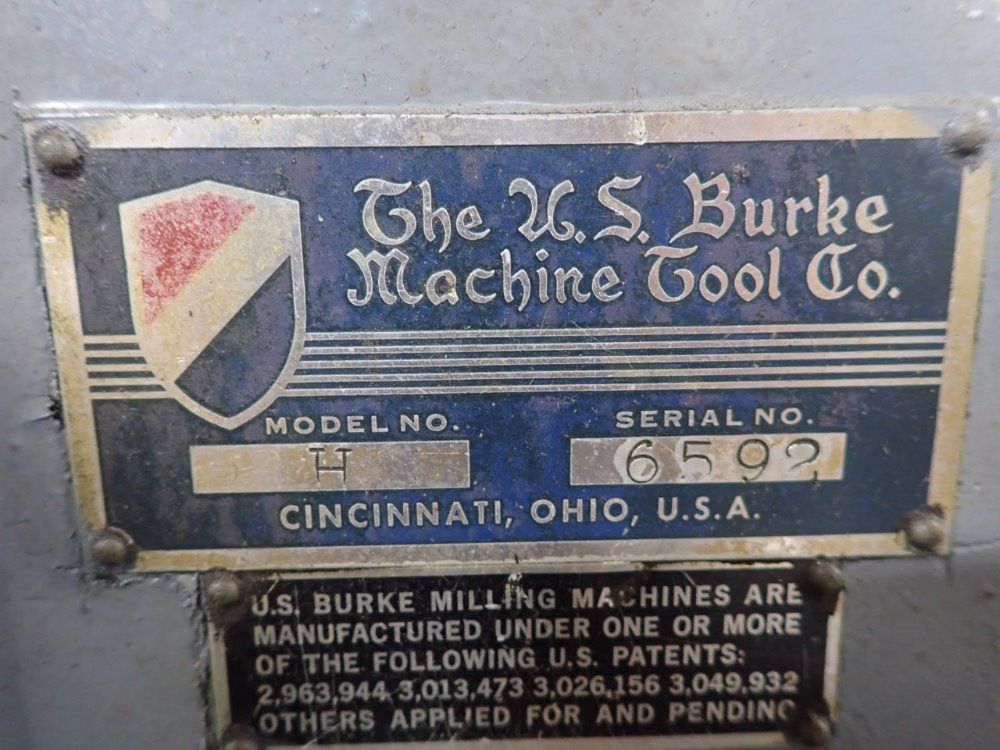 The U.S. Burke
Machine Tool Co.
MODEL NO. SERIAL NO.
H 6592
CINCINNATI, OHIO, U.S.A.
U.S. BURKE MILLING MACHINES ARE
MANUFACTURED UNDER ONE OR MORE
OF THE FOLLOWING U.S. PATENTS:
2,963,944 3,013,473 3,026,156 3,049,932
OTHERS APPLIED FOR AND PENDING